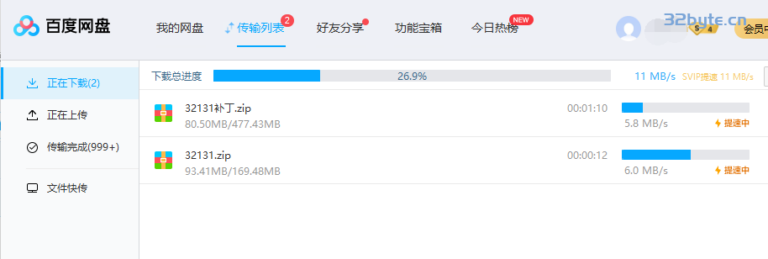 百度网盘
我的网盘
传输列表
2
好友分享
功能宝箱
今日热榜
NEW
32byte.cn
会员中
正在下载(2)
正在上传
传输完成(999+)
文件快传
下载总进度
26.9%
11 MB/s
SVIP提速 11 MB/s
32131补丁.zip
80.50MB/477.43MB
00:01:10
5.8 MB/s
提速中
32131.zip
93.41MB/169.48MB
00:00:12
6.0 MB/s
提速中